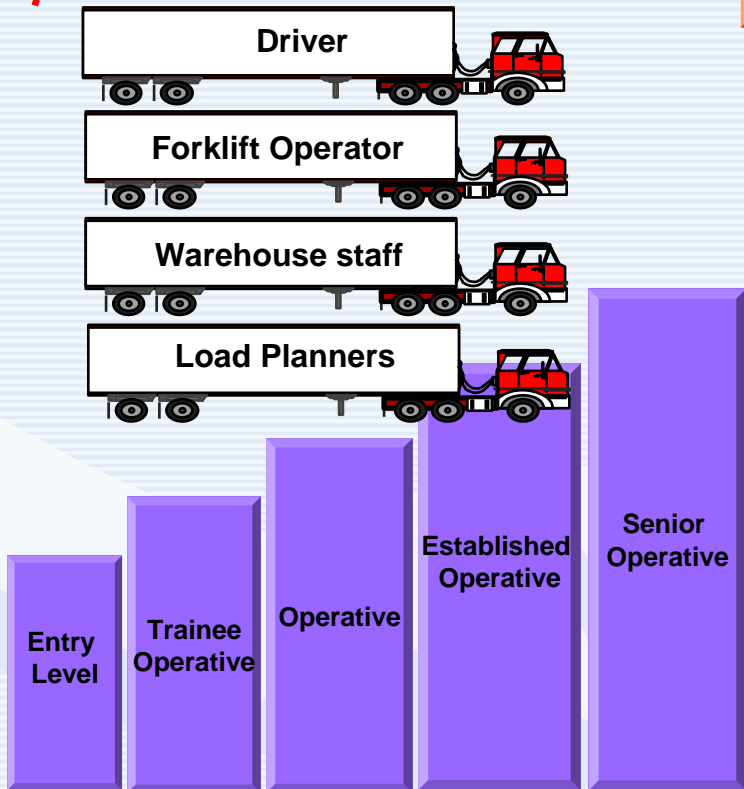 Driver
Forklift Operator
Warehouse staff
Load Planners
Entry
Level
Trainee
Operative
Operative
Established
Operative
Senior
Operative